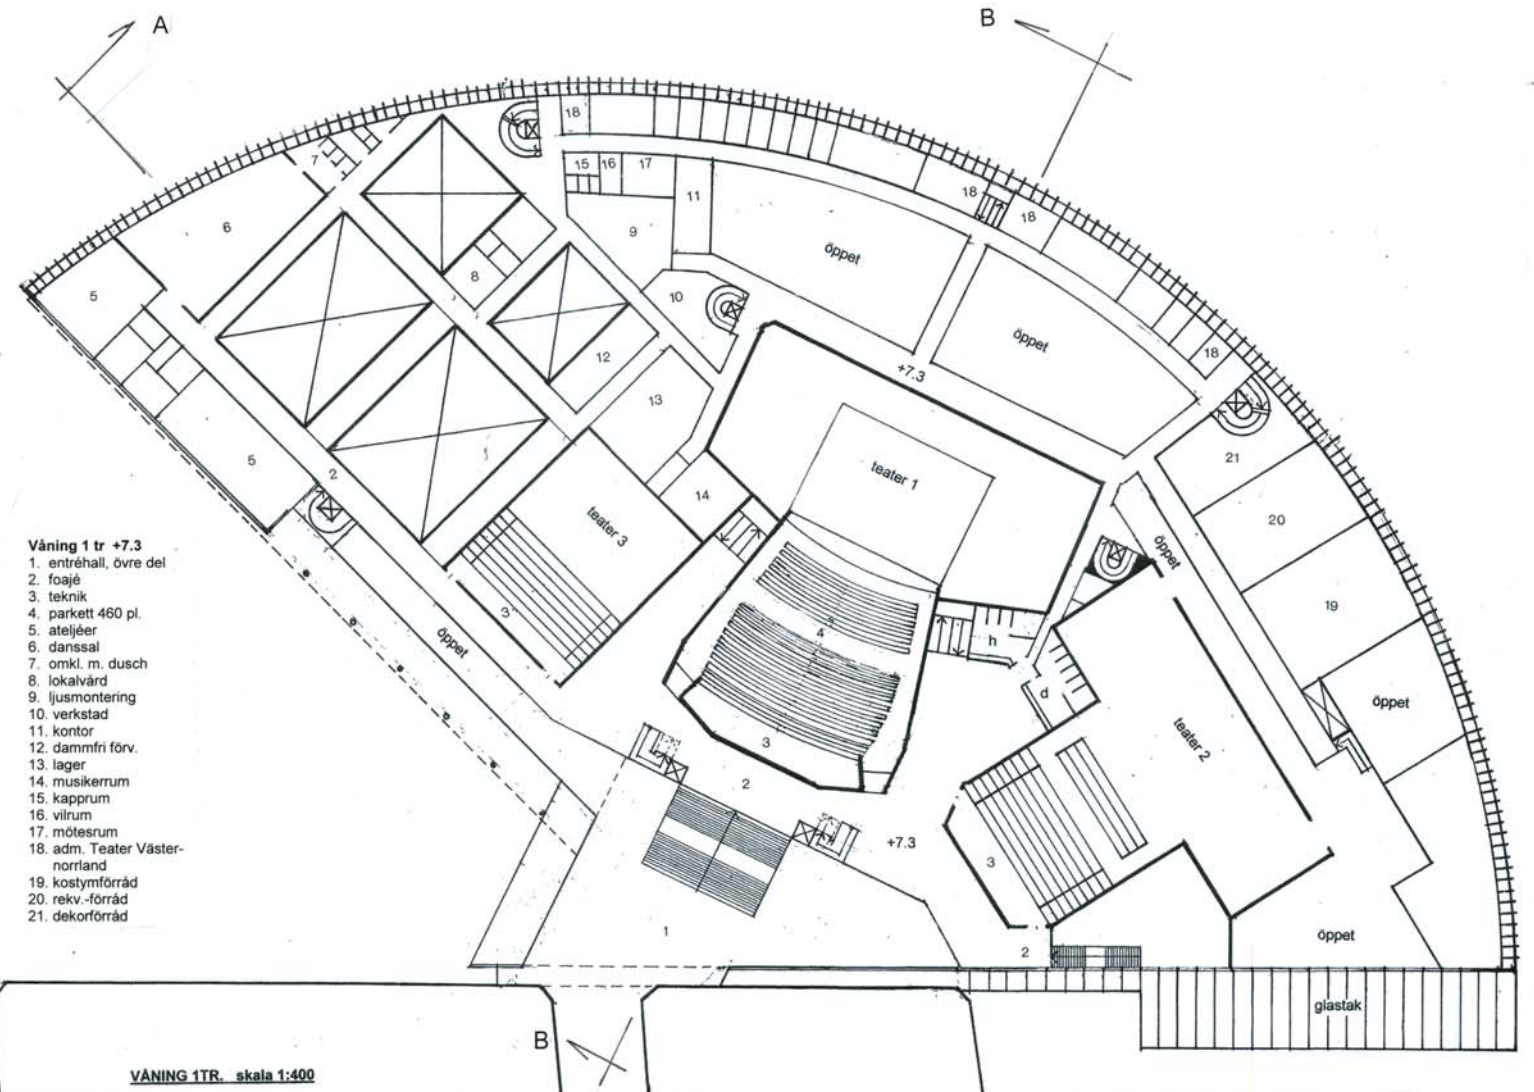 A
B
18
7
15
16
17
11
18
18
6
9
öppet
8
5
10
öppet
18
12
+7.3
13
21
teater 1
5
2
14
20
teater 3
öppet
Våning 1 tr +7.3
1. entréhall, övre del
2. foajé
3. teknik
4. parkett 460 pl.
5. ateljéer
6. danssal
7. omkl. m. dusch
8. lokalvård
9. ljusmontering
10. verkstad
11. kontor
12. dammfri förv.
13. lager
14. musikerrum
15. kapprum
16. vilrum
17. mötesrum
18. adm. Teater Väster-
norrland
19. kostymförråd
20. rekv.-förråd
21. dekorförråd
3
19
4
h
öppet
d
öppet
teater 2
3
2
+7.3
3
1
öppet
2
glastak
B
VÅNING 1TR. skala 1:400